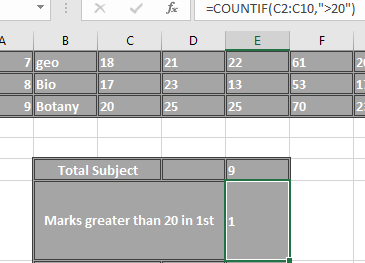 =COUNTIF(C2:C10,">20")
A B C D E F
7 geo 18 21 22 61
8 Bio 17 23 13 53
9 Botany 20 25 25 70
Total Subject 9
Marks greater than 20 in 1st 1